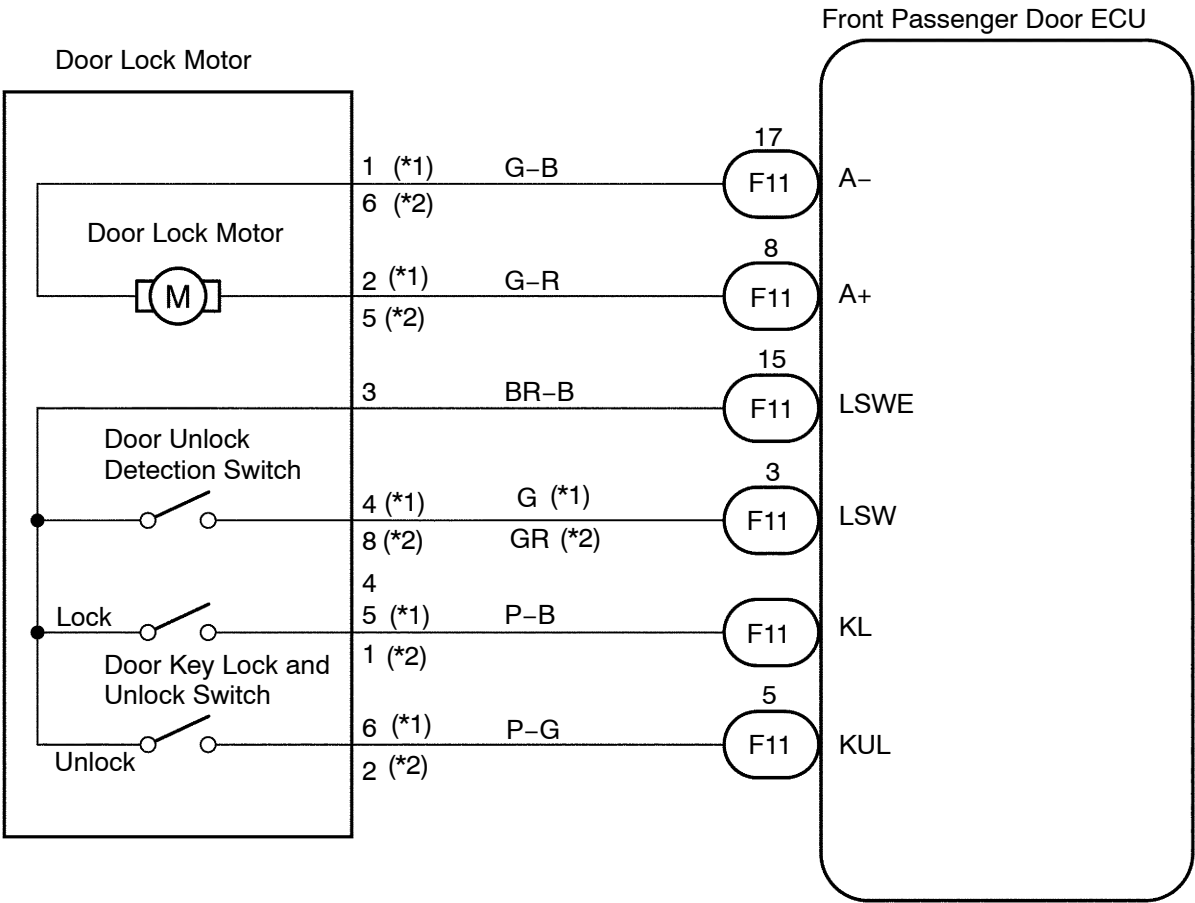 Front Passenger Door ECU
Door Lock Motor
17
1 (*1) G−B F11 A−
6 (*2)
Door Lock Motor
8
M 2 (*1) G−R F11 A+
5 (*2)
15
3 BR−B F11 LSWE
Door Unlock
Detection Switch
3
4 (*1) G (*1) F11 LSW
8 (*2) GR (*2)
4
Lock 5 (*1) P−B F11 KL
1 (*2)
Door Key Lock and
Unlock Switch
5
6 (*1) P−G F11 KUL
Unlock 2 (*2)